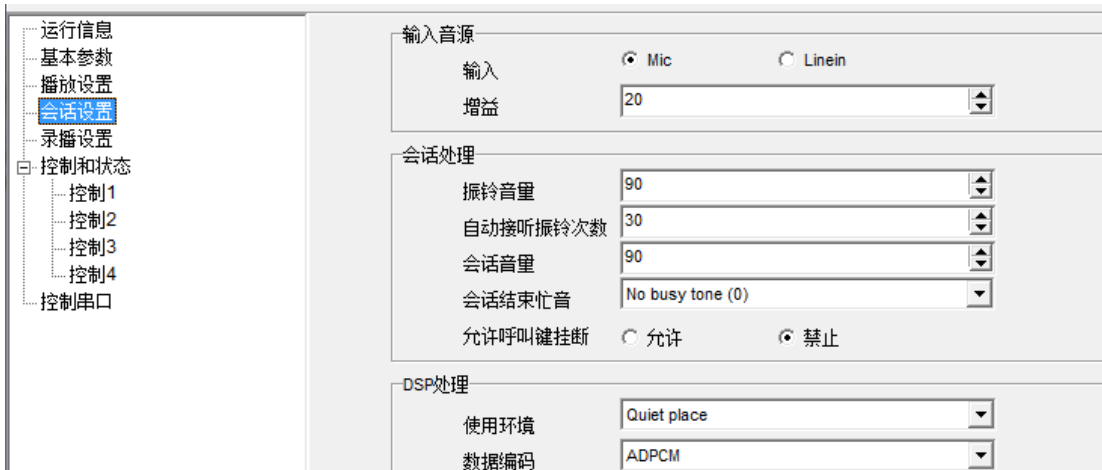 运行信息
基本参数
播放设置
会话设置
录播设置
控制和状态
控制1
控制2
控制3
控制4
控制串口
输入音源
输入 Mic Linein
增益 20
会话处理
振铃音量 90
自动接听振铃次数 30
会话音量 90
会话结束忙音 No busy tone (0)
允许呼叫键挂断 允许 禁止
DSP处理
使用环境 Quiet place
数据编码 ADPCM